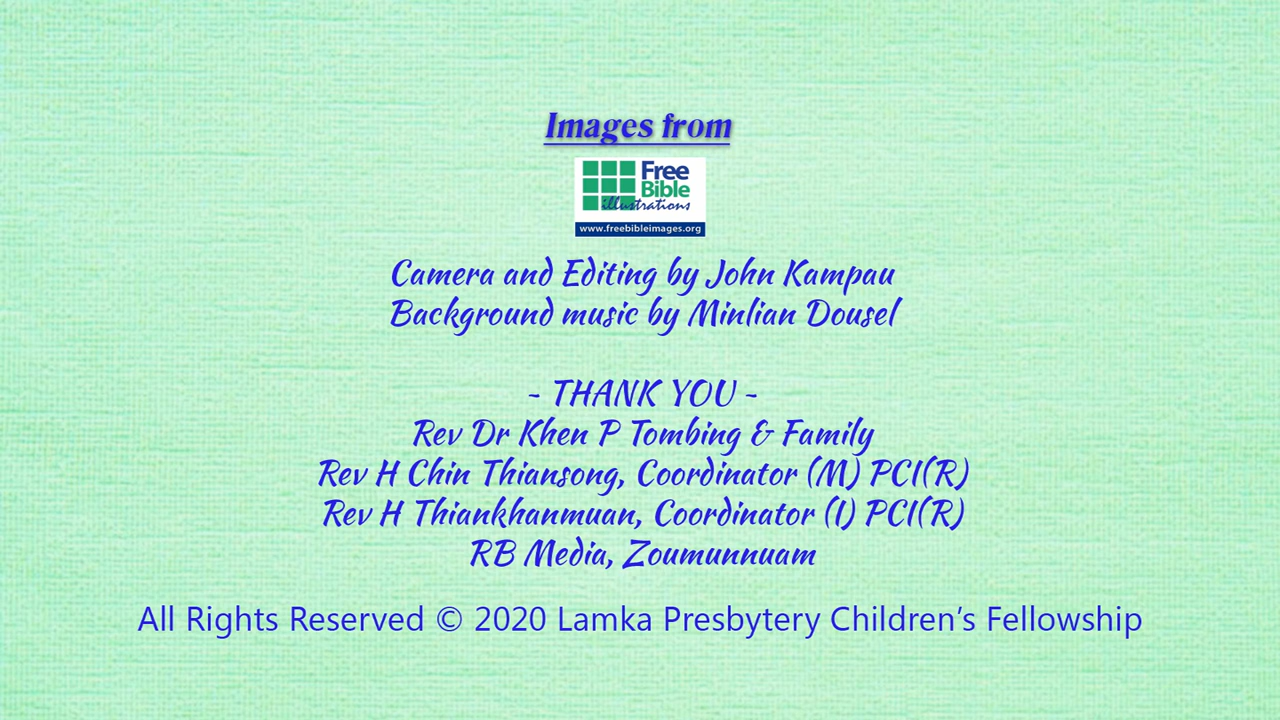 Images from
Free
Bible
illustrations
www.freebibleimages.org
Camera and Editing by John Kampau
Background music by Minlian Dousel
~ THANK YOU ~
Rev Dr Khen P Tombing & Family
Rev H Chin Thiansong, Coordinator (M) PCI(R)
Rev H Thiankhanmuan, Coordinator (I) PCI(R)
RB Media, Zoumunnuam
All Rights Reserved © 2020 Lamka Presbytery Children’s Fellowship